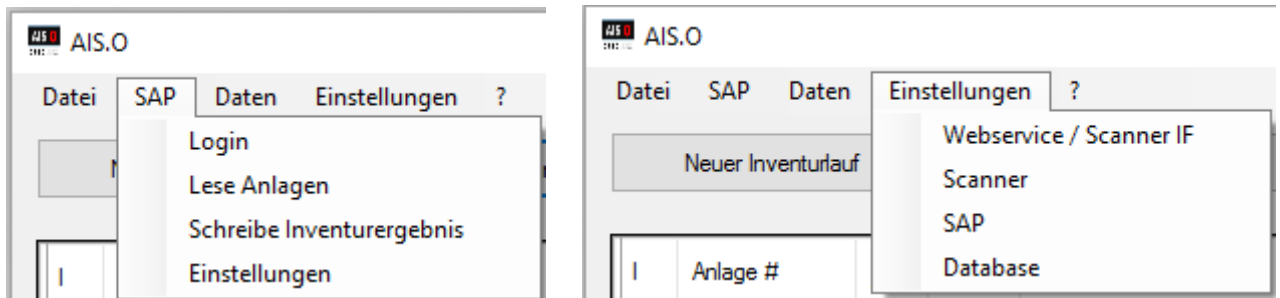 AIS.O
Datei SAP Daten Einstellungen ?
Login
Lese Anlagen
Schreibe Inventurergebnis
Einstellungen
I
AIS.O
Datei SAP Daten Einstellungen ?
Webservice / Scanner IF
Neuer Inventurlauf
Scanner
SAP
I Anlage #
Database